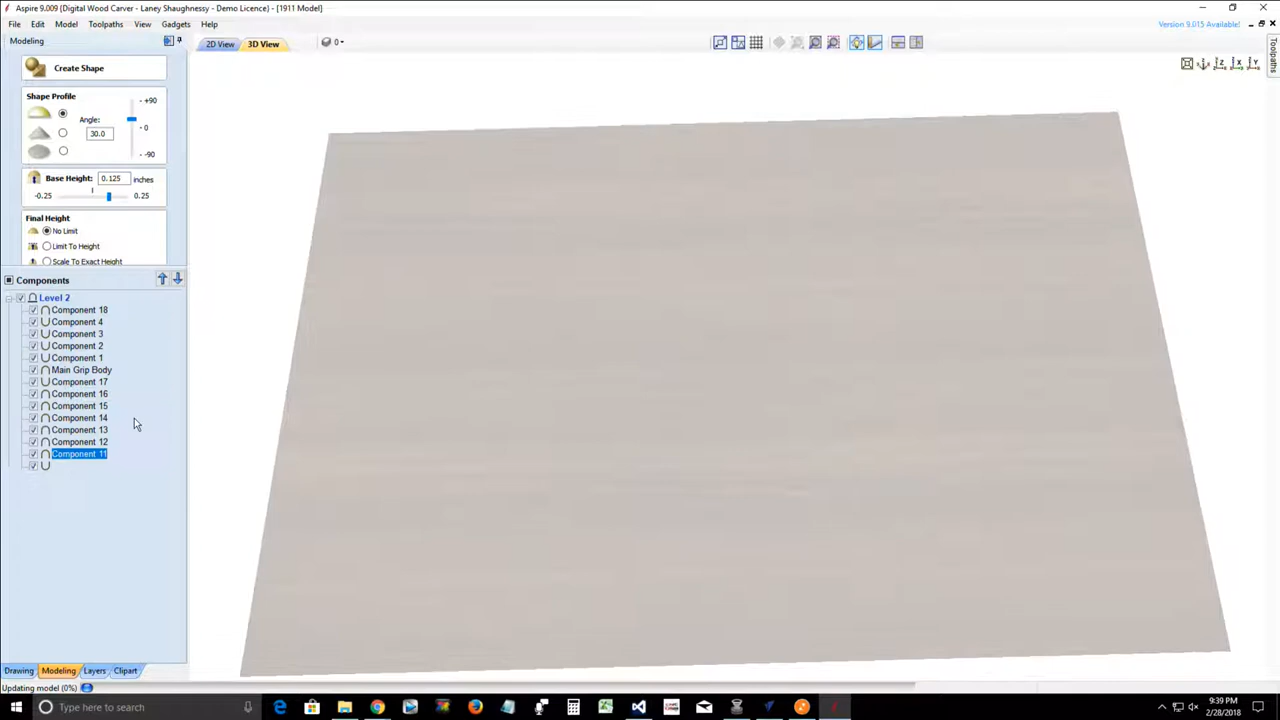 Aspire 9.009 (Digital Wood Carver - Laney Shaughnessy - Demo Licence) - [1911 Model]
File Edit Model Toolpaths View Gadgets Help
Version 9.015 Available!
Modeling
2D View 3D View
0
Toolpaths
Create Shape
Shape Profile
+90
Angle:
30.0
- 0
- -90
Base Height: 0.125 inches
-0.25 0.25
Final Height
No Limit
Limit To Height
Scale To Exact Height
Components
Level 2
Component 18
Component 4
Component 3
Component 2
Component 1
Main Grip Body
Component 17
Component 16
Component 15
Component 14
Component 13
Component 12
Component 11
Drawing Modeling Layers Clipart
Updating model (0%)
Type here to search
9:39 PM
2/28/2018